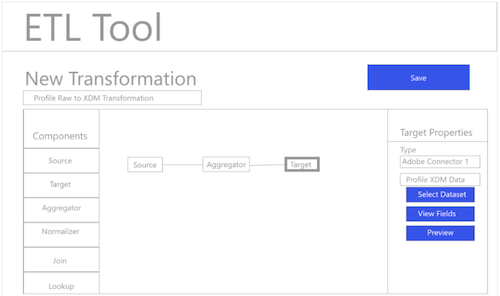 ETL Tool
New Transformation
Save
Profile Raw to XDM Transformation
Components
Source
Target
Aggregator
Normalizer
Join
Lookup
Source
Aggregator
Target
Target Properties
Type
Adobe Connector 1
Profile XDM Data
Select Dataset
View Fields
Preview